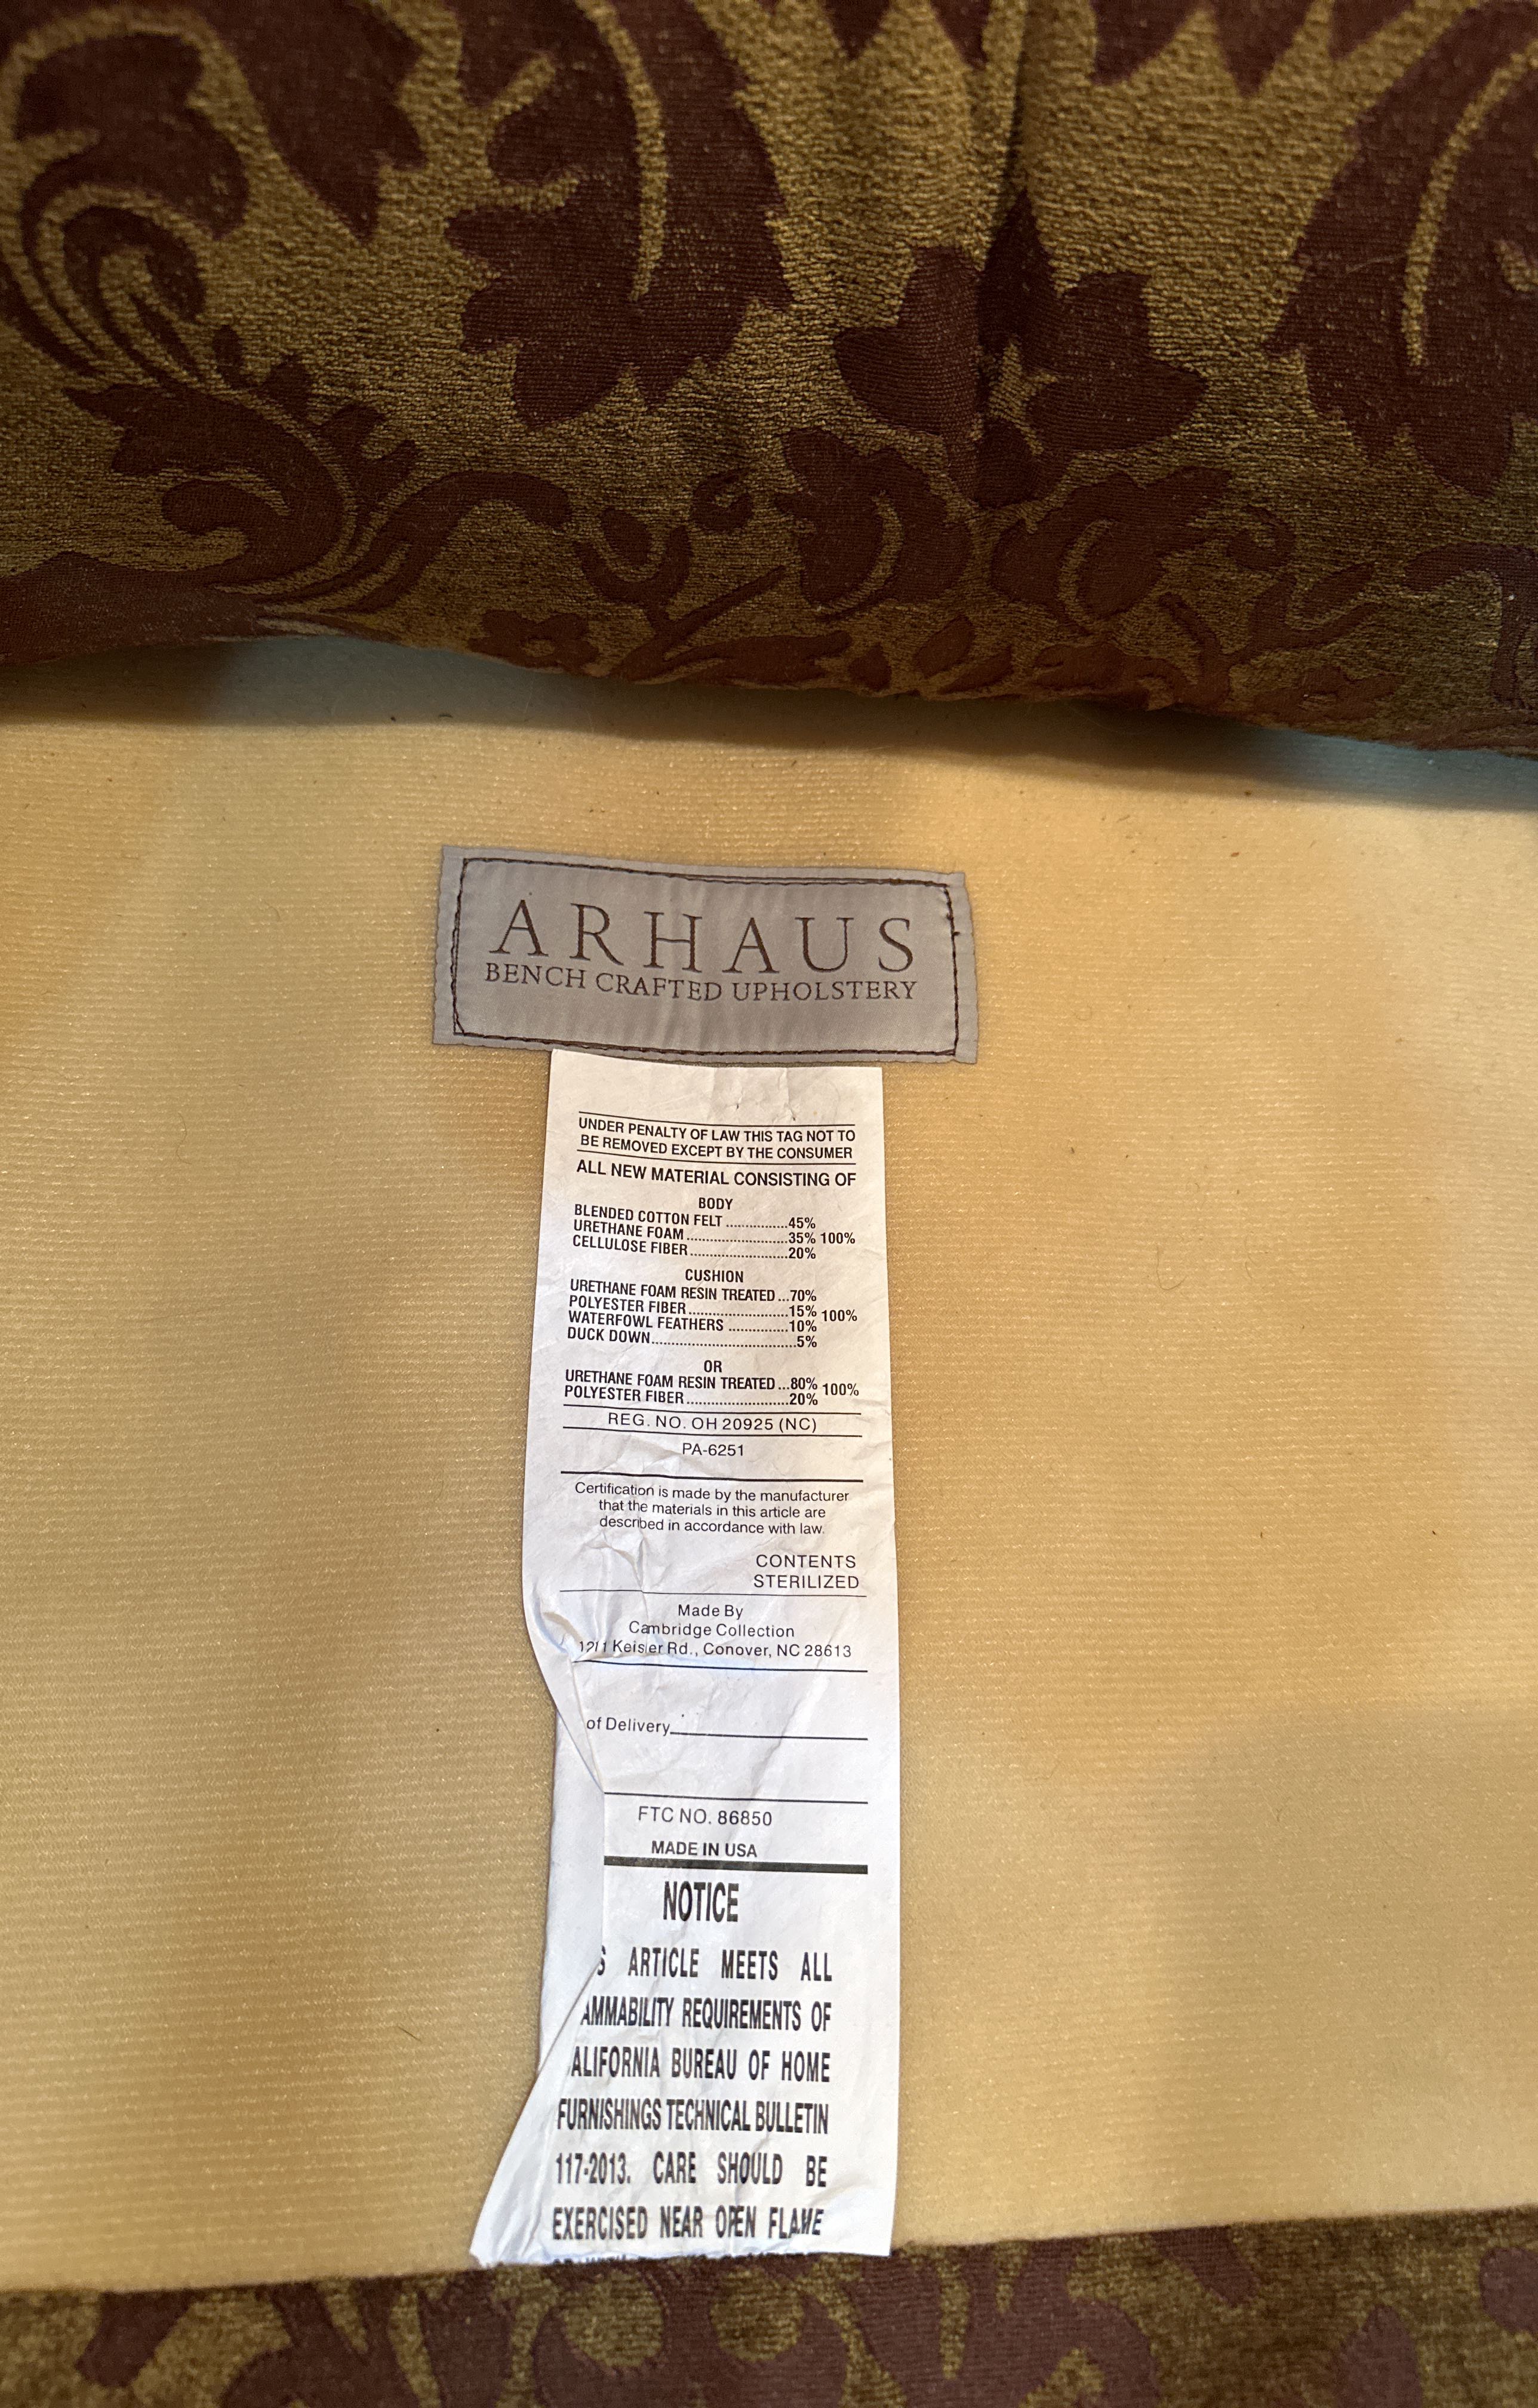 ARHAUS
BENCH CRAFTED UPHOLSTERY
UNDER PENALTY OF LAW THIS TAG NOT TO
BE REMOVED EXCEPT BY THE CONSUMER
ALL NEW MATERIAL CONSISTING OF
BODY
BLENDED COTTON FELT ...............45%
URETHANE FOAM.........................35% 100%
CELLULOSE FIBER........................20%
CUSHION
URETHANE FOAM RESIN TREATED ...70%
POLYESTER FIBER.........................15% 100%
WATERFOWL FEATHERS ...............10%
DUCK DOWN....................................5%
OR
URETHANE FOAM RESIN TREATED ...80% 100%
POLYESTER FIBER..........................20%
REG. NO. OH 20925 (NC)
PA-6251
Certification is made by the manufacturer
that the materials in this article are
described in accordance with law.
CONTENTS
STERILIZED
Made By
Cambridge Collection
1211 Keisler Rd., Conover, NC 28613
of Delivery
FTC NO. 86850
MADE IN USA
NOTICE
S ARTICLE MEETS ALL
AMMABILITY REQUIREMENTS OF
ALIFORNIA BUREAU OF HOME
FURNISHINGS TECHNICAL BULLETIN
117-2013. CARE SHOULD BE
EXERCISED NEAR OPEN FLAME